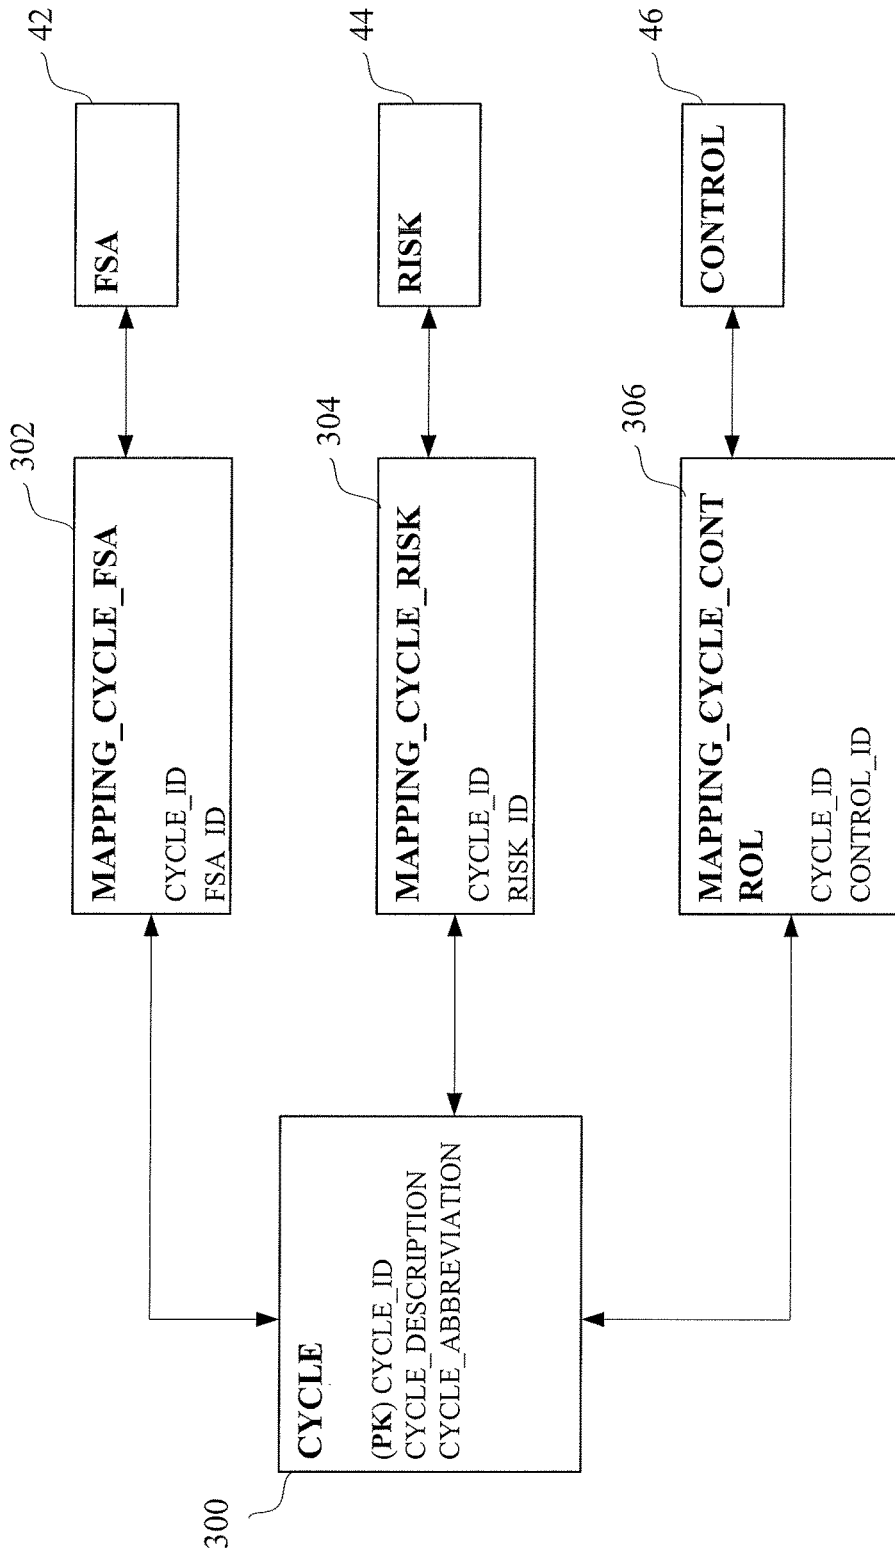 300
CYCLE
(PK) CYCLE_ID
CYCLE_DESCRIPTION
CYCLE_ABBREVIATION
302
MAPPING_CYCLE_FSA
CYCLE_ID
FSA_ID
42
FSA
304
MAPPING_CYCLE_RISK
CYCLE_ID
RISK_ID
44
RISK
306
MAPPING_CYCLE_CONT
ROL
CYCLE_ID
CONTROL_ID
46
CONTROL